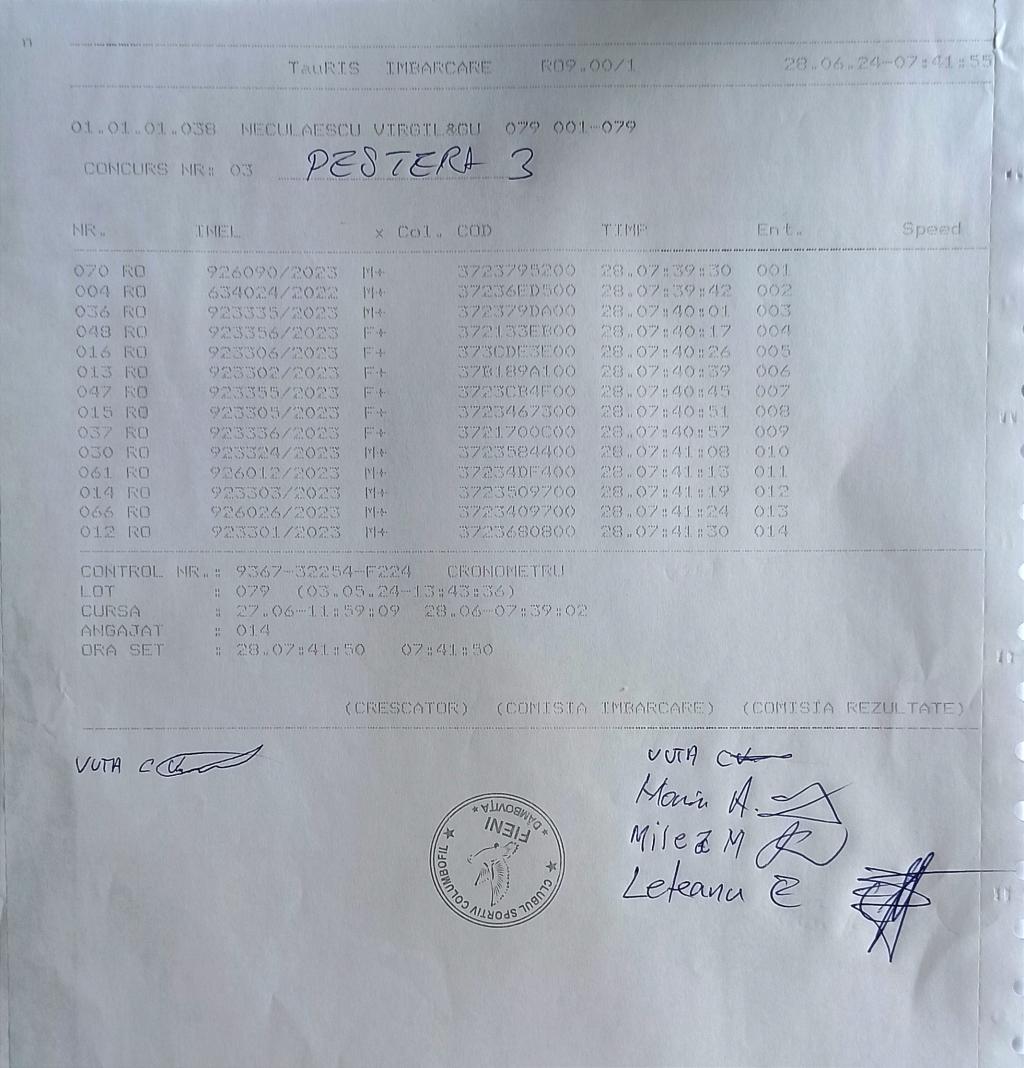 TauRIS IMBARCARE RO9.00/1 28.06.24-07:41:55
01.01.01.038 NECULAESCU VIRGIL&GU 079 001-079
CONCURS NR: 03 PESTERA 3
NR. INEL x Col. COD TIMP Ent. Speed
070 RO 926090/2023 M+ 3723795200 28.07:39:30 001
004 RO 634024/2022 M+ 37236ED500 28.07:39:42 002
036 RO 923335/2023 M+ 372379DA00 28.07:40:01 003
048 RO 923356/2023 F+ 372133EB00 28.07:40:17 004
016 RO 923306/2023 F+ 373CDE3E00 28.07:40:26 005
013 RO 923302/2023 F+ 37B189A100 28.07:40:39 006
047 RO 923355/2023 F+ 3723CB4F00 28.07:40:45 007
015 RO 923305/2023 F+ 3723467300 28.07:40:51 008
037 RO 923336/2023 F+ 3721700C00 28.07:40:57 009
030 RO 923324/2023 M+ 3723584400 28.07:41:08 010
061 RO 926012/2023 M+ 37234DF400 28.07:41:13 011
014 RO 923303/2023 M+ 3723509700 28.07:41:19 012
066 RO 926026/2023 M+ 3723409700 28.07:41:24 013
012 RO 923301/2023 M+ 3723680800 28.07:41:30 014
CONTROL NR.: 9367-32254-F224 CRONOMETRU
LOT : 079 (03.05.24-13:43:36)
CURSA : 27.06-11:59:09 28.06-07:39:02
ANGAJAT : 014
ORA SET : 28.07:41:50 07:41:50
(CRESCATOR) (COMISIA IMBARCARE) (COMISIA REZULTATE)
VUTA C
VUTA C
A.
Milea M
Leteanu E
CLUBUL SPORTIV COLUMBOFIL
FIENI
DÂMBOVIȚA